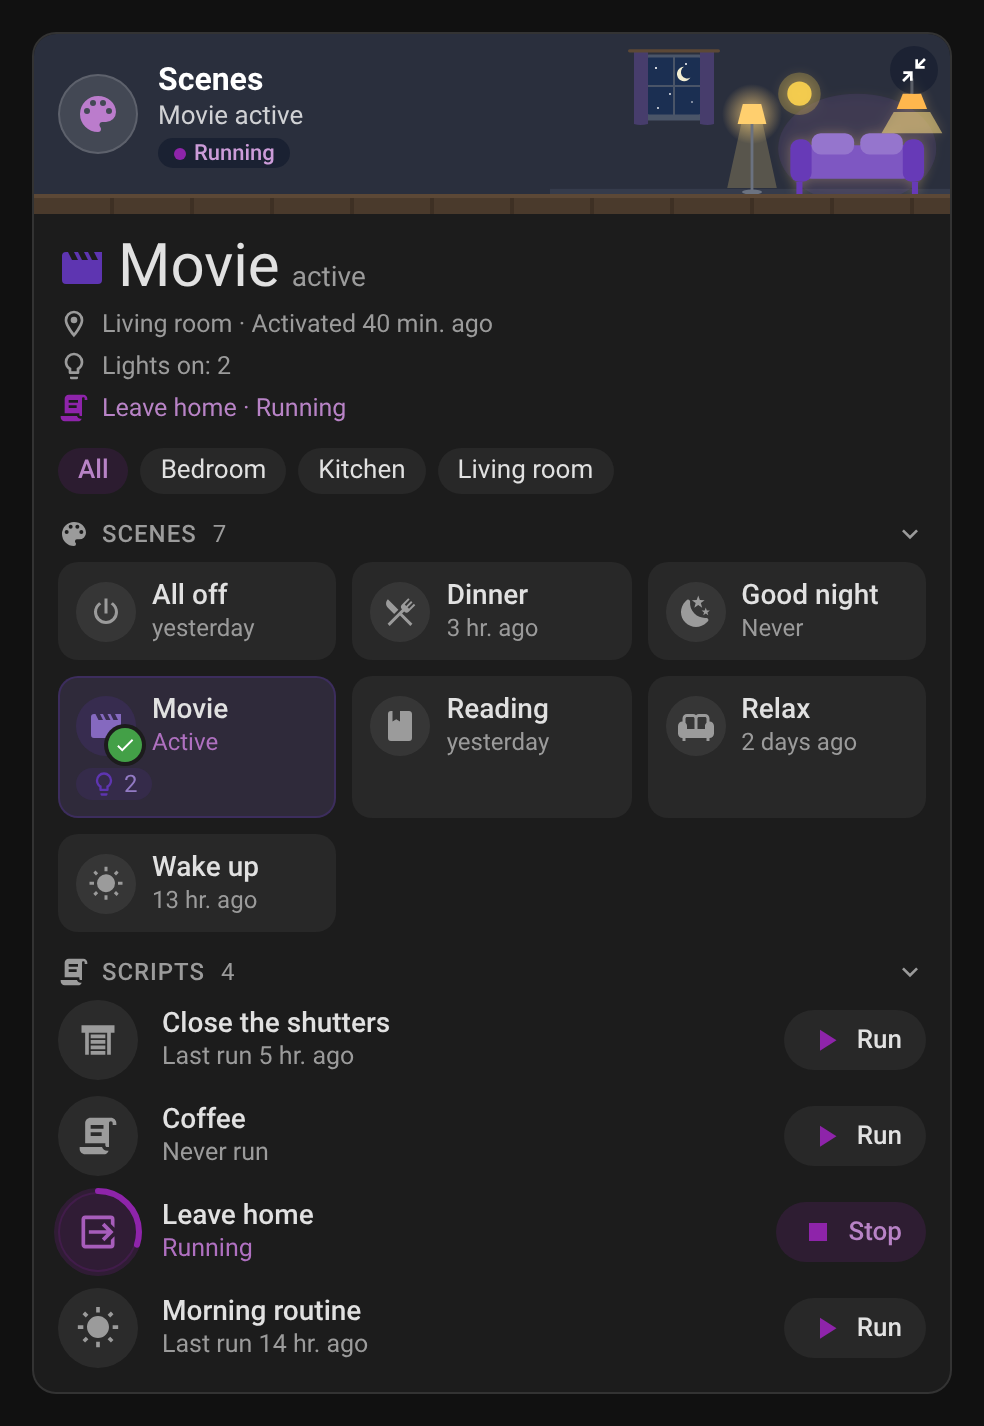 Scenes
Movie active
Running
Movie active
Living room · Activated 40 min. ago
Lights on: 2
Leave home · Running
All Bedroom Kitchen Living room
SCENES 7
All off
yesterday
Dinner
3 hr. ago
Good night
Never
Movie
Active
2
Reading
yesterday
Relax
2 days ago
Wake up
13 hr. ago
SCRIPTS 4
Close the shutters
Last run 5 hr. ago
Run
Coffee
Never run
Run
Leave home
Running
Stop
Morning routine
Last run 14 hr. ago
Run